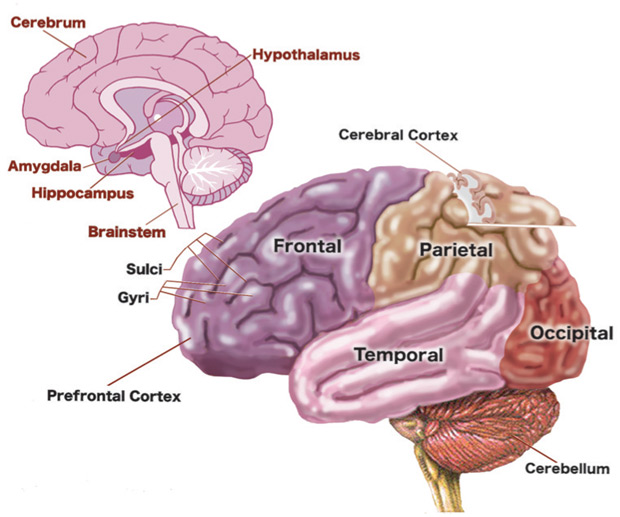 Cerebrum
Hypothalamus
Cerebral Cortex
Amygdala
Hippocampus
Brainstem
Frontal
Parietal
Sulci
Gyri
Occipital
Temporal
Prefrontal Cortex
Cerebellum